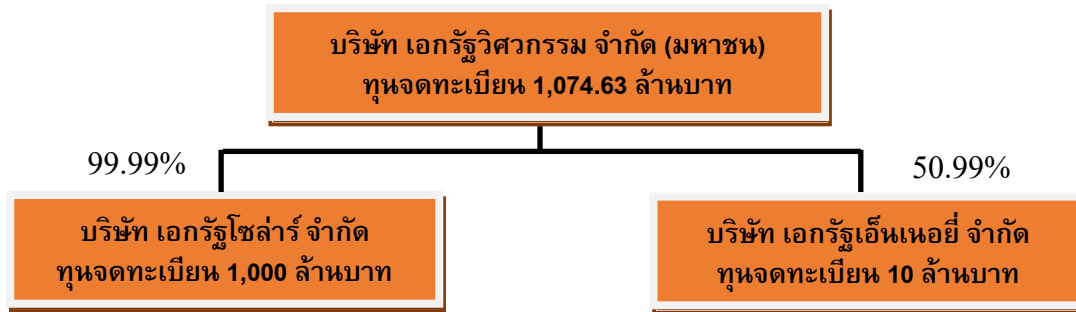 บริษัท เอกรัฐวิศวกรรม จำกัด (มหาชน)
ทุนจดทะเบียน 1,074.63 ล้านบาท
99.99%
50.99%
บริษัท เอกรัฐโซล่าร์ จำกัด
ทุนจดทะเบียน 1,000 ล้านบาท
บริษัท เอกรัฐเอ็นเนอยี่ จำกัด
ทุนจดทะเบียน 10 ล้านบาท